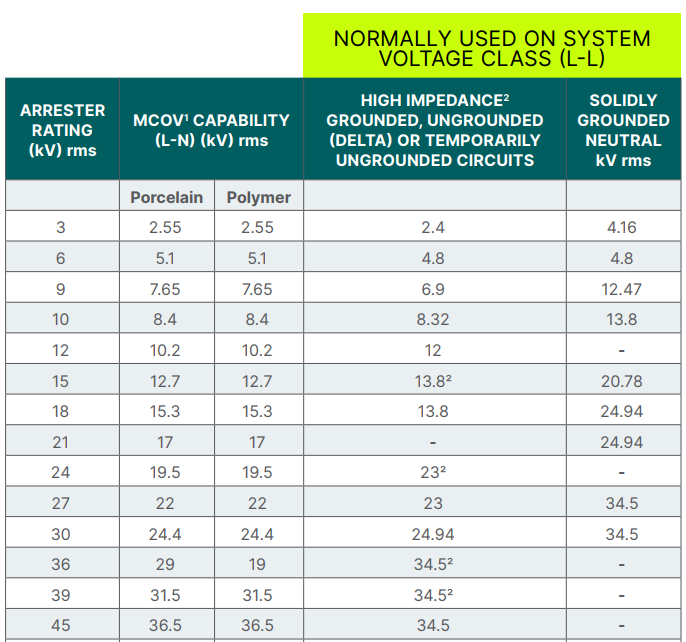 NORMALLY USED ON SYSTEM
VOLTAGE CLASS (L-L)
ARRESTER
RATING
(kV) rms
MCOV¹ CAPABILITY
(L-N) (kV) rms
HIGH IMPEDANCE²
GROUNDED, UNGROUNDED
(DELTA) OR TEMPORARILY
UNGROUNDED CIRCUITS
SOLIDLY
GROUNDED
NEUTRAL
kV rms
Porcelain Polymer
3 2.55 2.55 2.4 4.16
6 5.1 5.1 4.8 4.8
9 7.65 7.65 6.9 12.47
10 8.4 8.4 8.32 13.8
12 10.2 10.2 12 -
15 12.7 12.7 13.8² 20.78
18 15.3 15.3 13.8 24.94
21 17 17 - 24.94
24 19.5 19.5 23² -
27 22 22 23 34.5
30 24.4 24.4 24.94 34.5
36 29 19 34.5² -
39 31.5 31.5 34.5² -
45 36.5 36.5 34.5 -